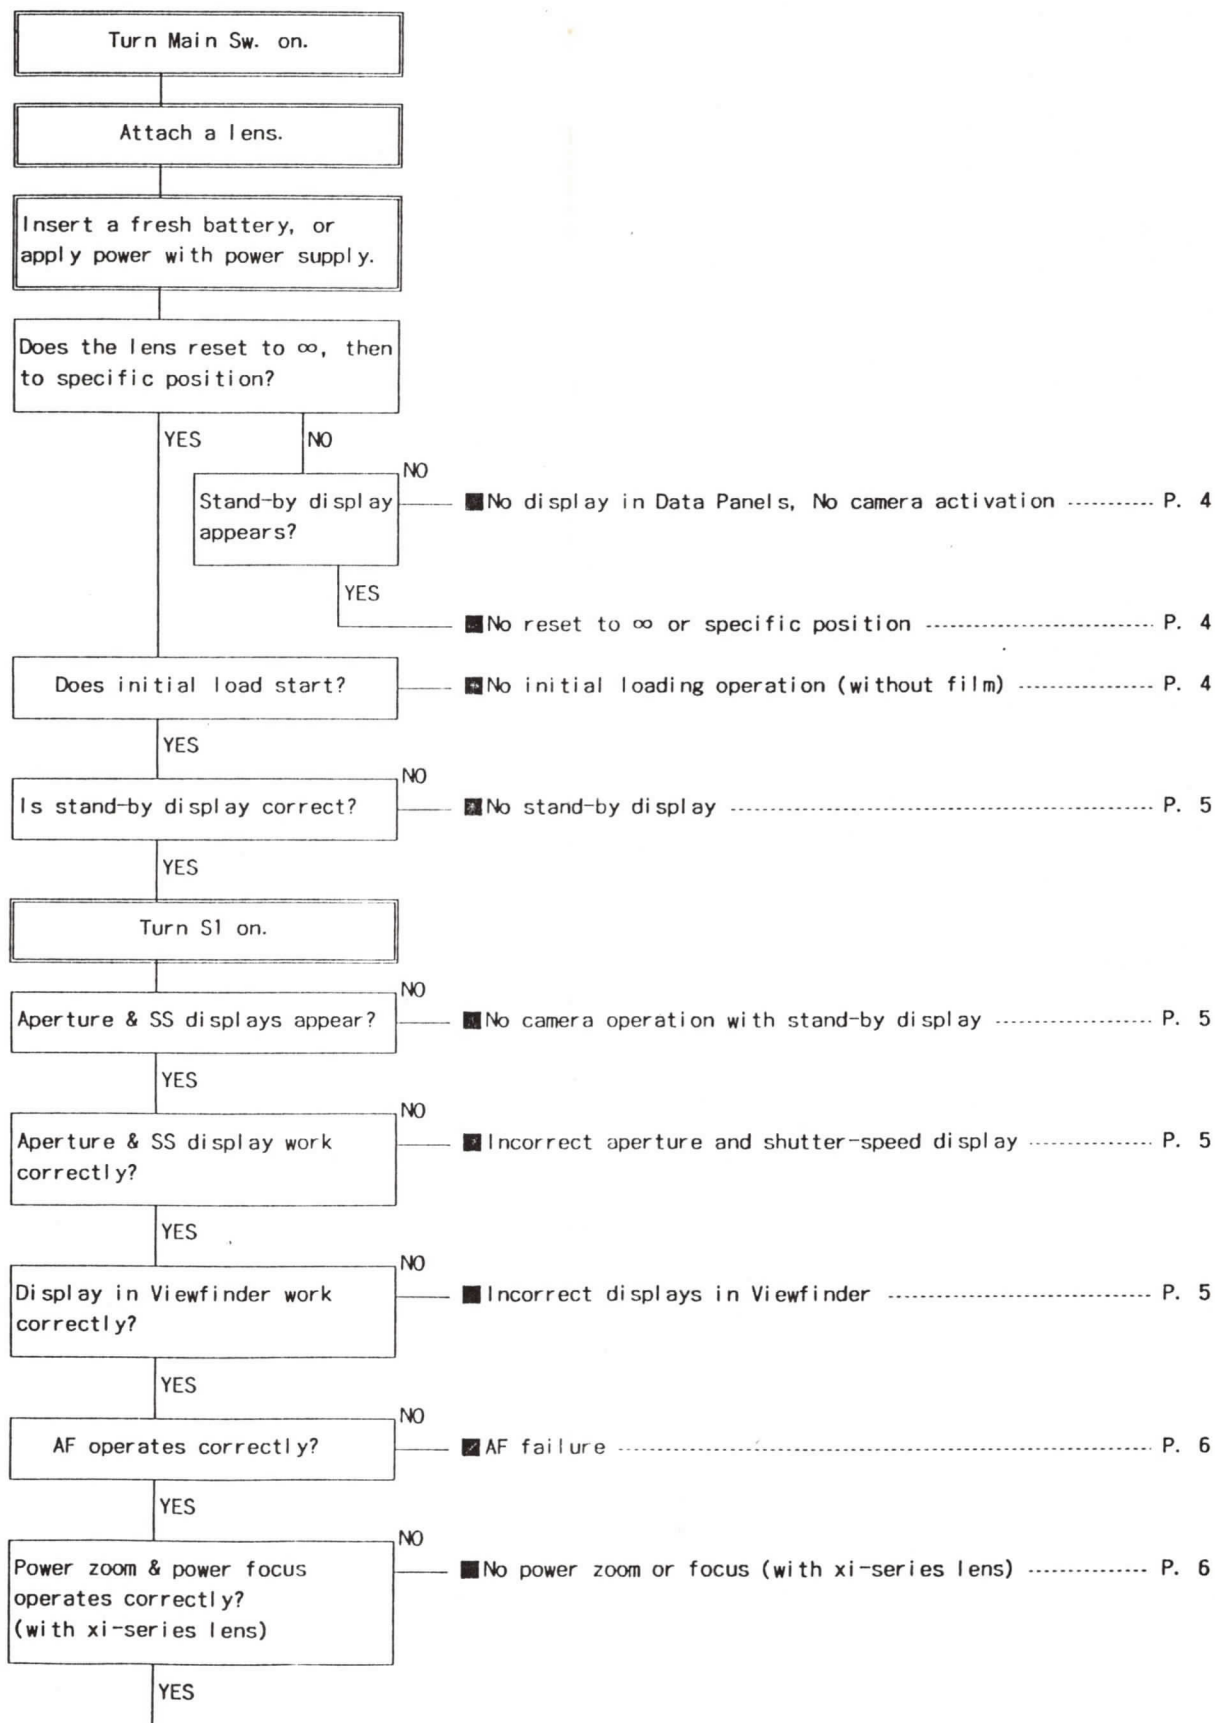 Turn Main Sw. on.
Attach a lens.
Insert a fresh battery, or
apply power with power supply.
Does the lens reset to ∞, then
to specific position?
YES
NO
NO
Stand-by display
appears?
■No display in Data Panels, No camera activation ---------- P. 4
YES
■No reset to ∞ or specific position ------------------------- P. 4
Does initial load start?
■No initial loading operation (without film) --------------- P. 4
YES
NO
Is stand-by display correct?
■No stand-by display ---------------------------------------------- P. 5
YES
Turn S1 on.
NO
Aperture & SS displays appear?
■No camera operation with stand-by display ----------------- P. 5
YES
NO
Aperture & SS display work
correctly?
■Incorrect aperture and shutter-speed display -------------- P. 5
YES
NO
Display in Viewfinder work
correctly?
■Incorrect displays in Viewfinder ----------------------------- P. 5
YES
NO
AF operates correctly?
■AF failure ---------------------------------------------------------- P. 6
YES
NO
Power zoom & power focus
operates correctly?
(with xi-series lens)
■No power zoom or focus (with xi-series lens) --------------- P. 6
YES